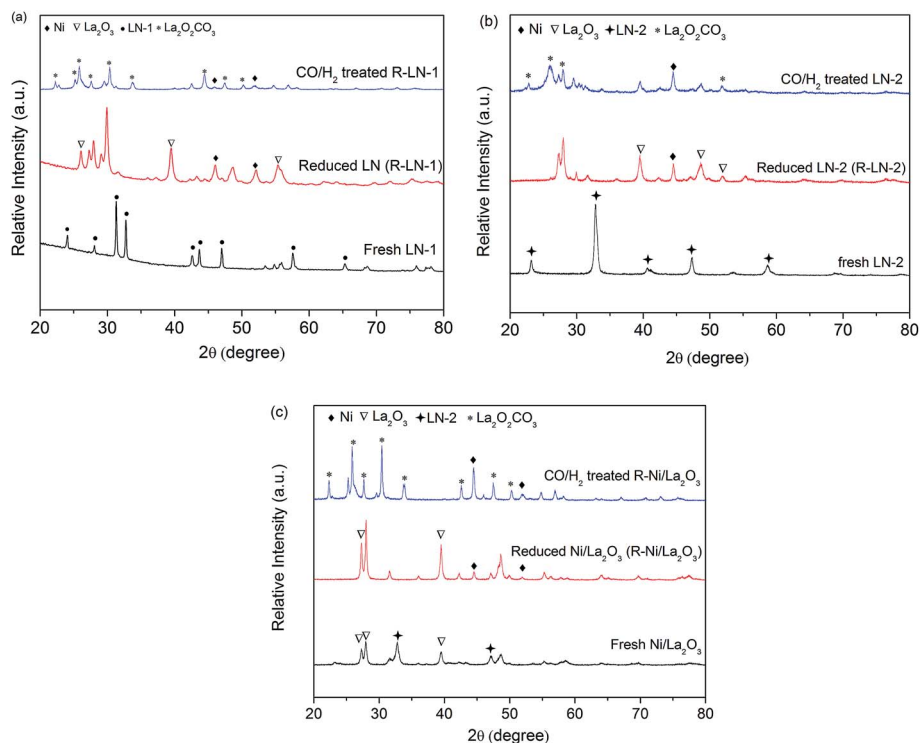 (a)
♦ Ni ▽ La₂O₃ • LN-1 * La₂O₂CO₃
CO/H₂ treated R-LN-1
Reduced LN (R-LN-1)
Fresh LN-1
Relative Intensity (a.u.)
20 30 40 50 60 70 80
2θ (degree)
(b)
♦ Ni ▽ La₂O₃ ✦ LN-2 * La₂O₂CO₃
CO/H₂ treated LN-2
Reduced LN-2 (R-LN-2)
fresh LN-2
Relative Intensity (a.u.)
20 30 40 50 60 70 80
2θ (degree)
(c)
♦ Ni ▽ La₂O₃ ✦ LN-2 * La₂O₂CO₃
CO/H₂ treated R-Ni/La₂O₃
Reduced Ni/La₂O₃ (R-Ni/La₂O₃)
Fresh Ni/La₂O₃
Relative Intensity (a.u.)
20 30 40 50 60 70 80
2θ (degree)